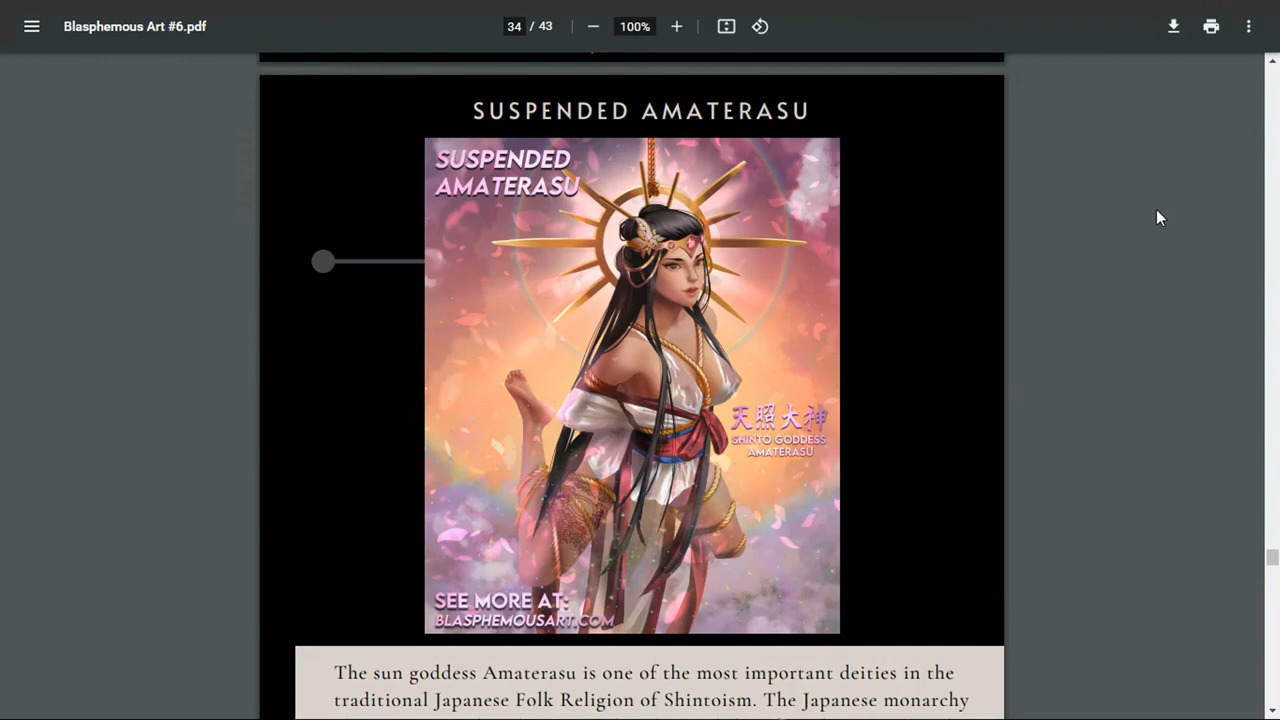 Blasphemous Art #6.pdf
34 / 43
100%
SUSPENDED AMATERASU
SUSPENDED
AMATERASU
天照大神
SHINTO GODDESS
AMATERASU
SEE MORE AT:
BLASPHEMOUSART.COM
The sun goddess Amaterasu is one of the most important deities in the
traditional Japanese Folk Religion of Shintoism. The Japanese monarchy